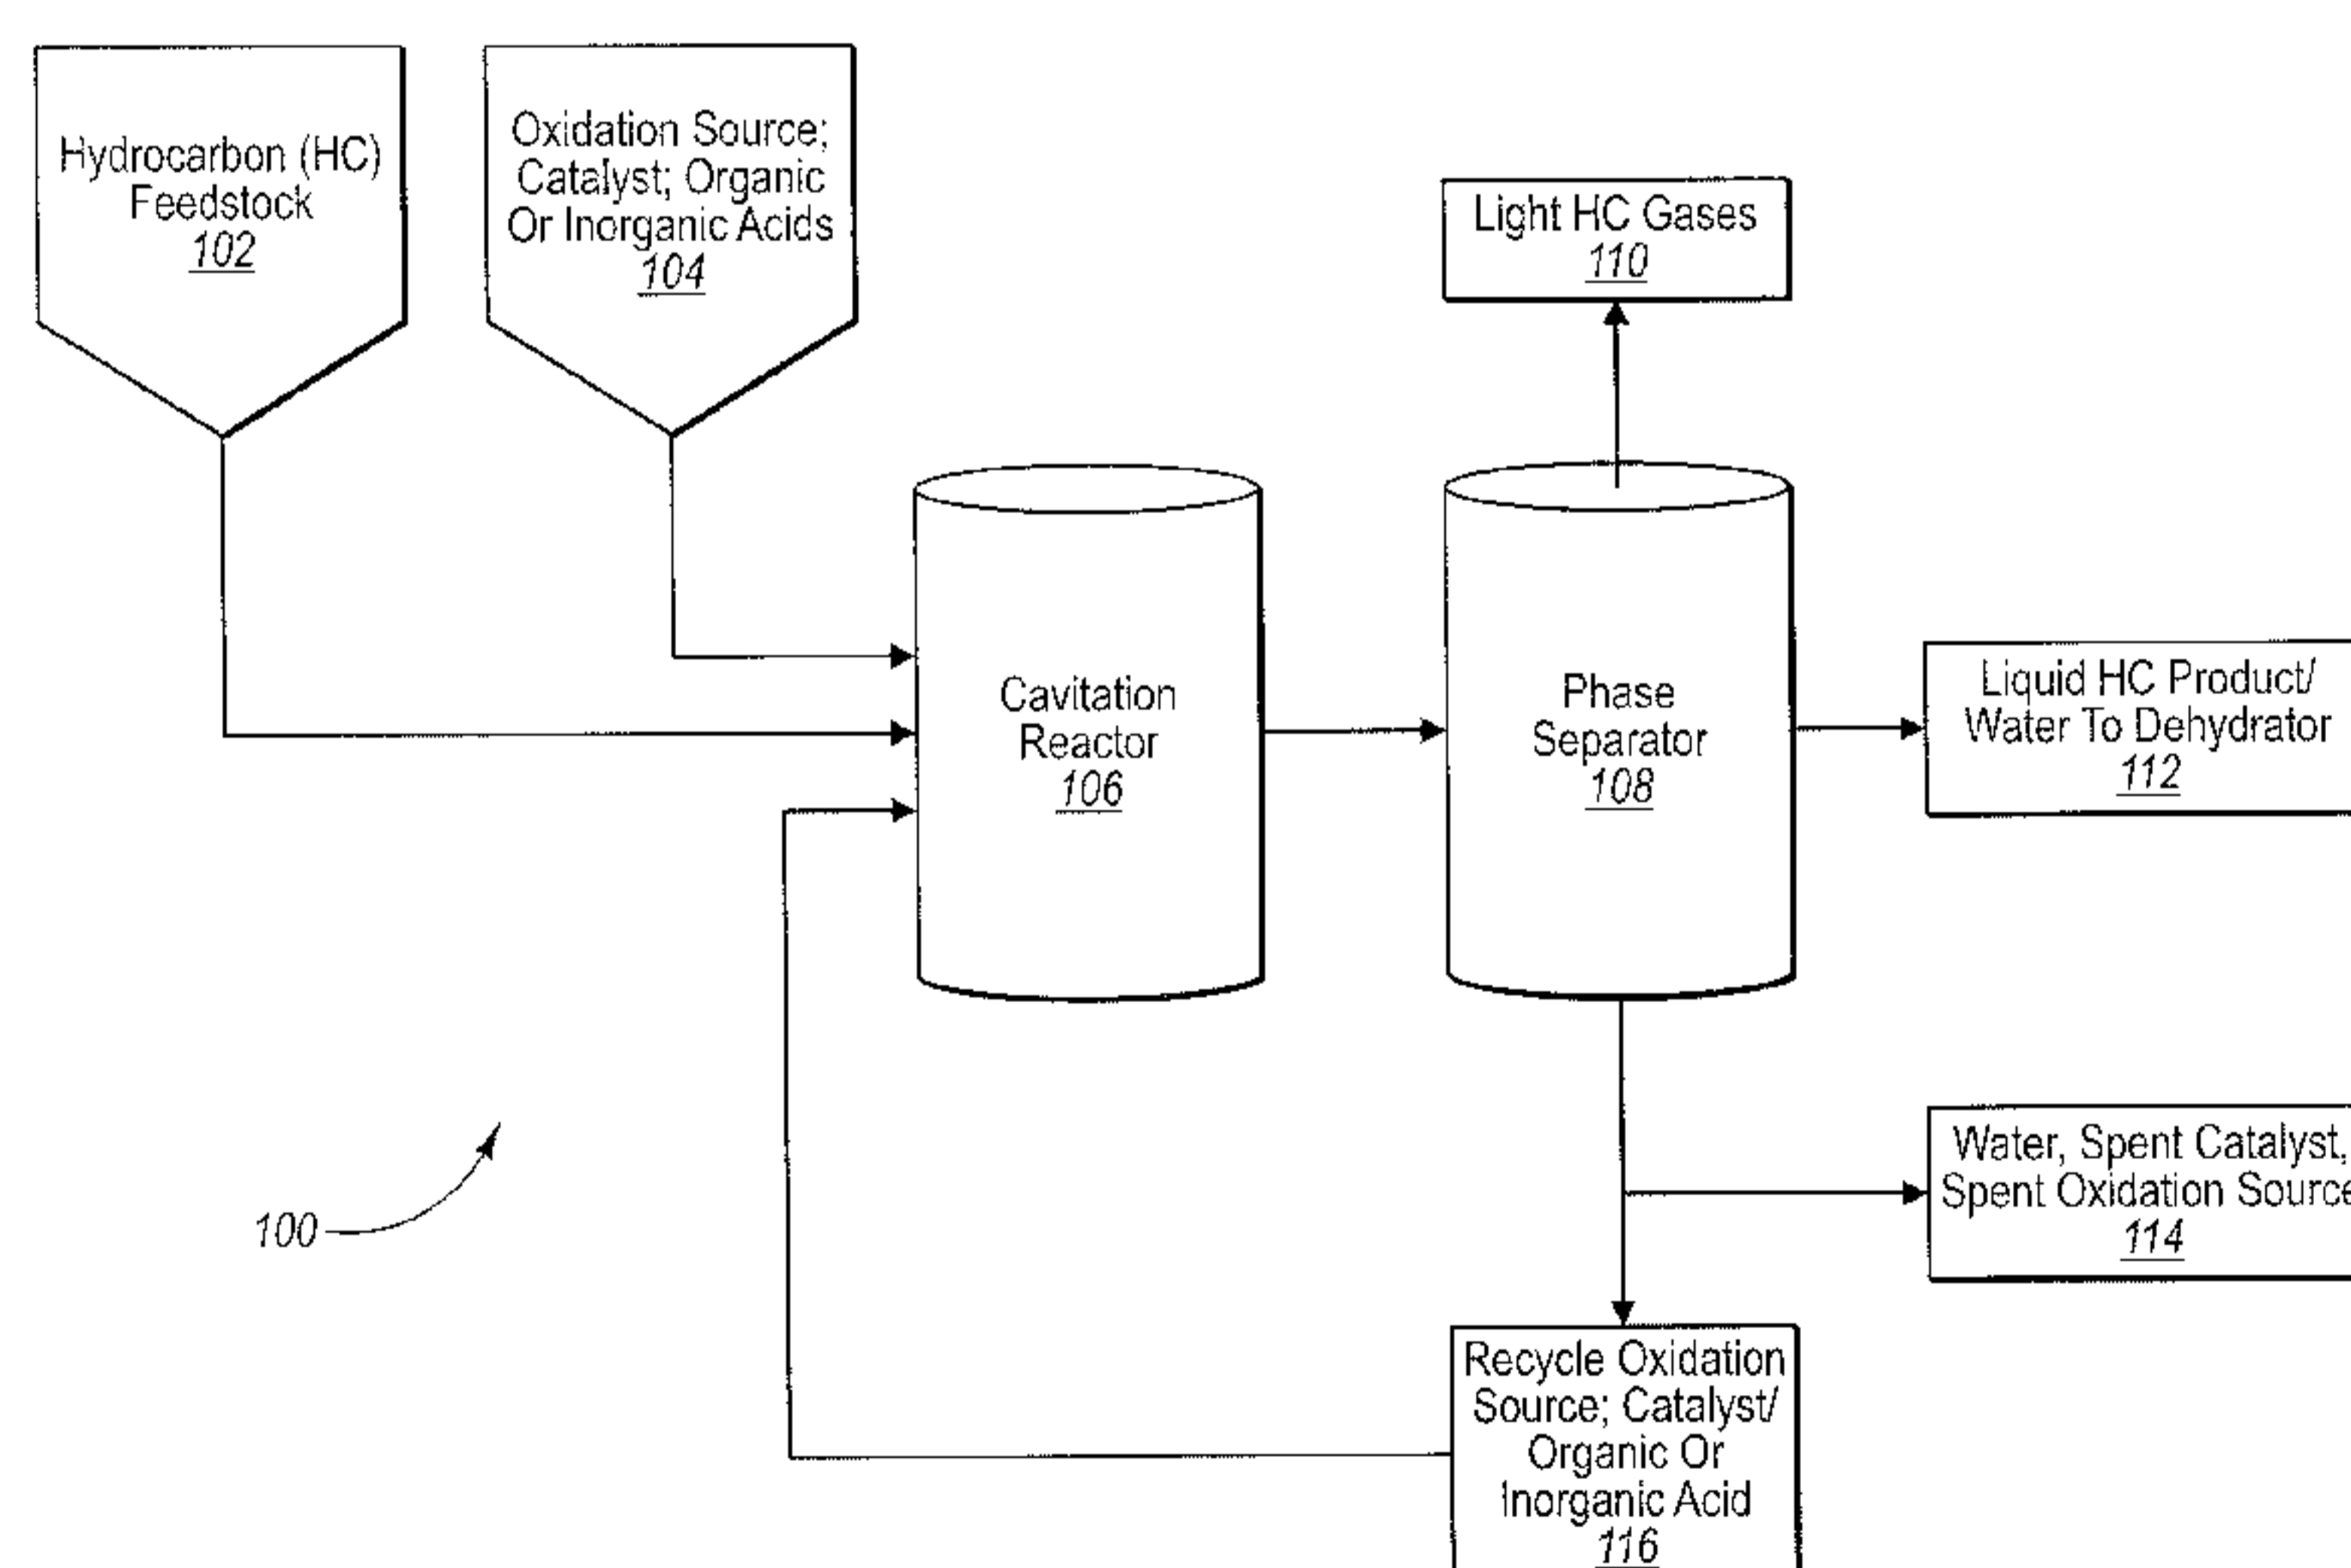 Hydrocarbon (HC)
Feedstock
102
Oxidation Source;
Catalyst; Organic
Or Inorganic Acids
104
Light HC Gases
110
Cavitation
Reactor
106
Phase
Separator
108
Liquid HC Product/
Water To Dehydrator
112
Water, Spent Catalyst,
Spent Oxidation Source
114
100
Recycle Oxidation
Source; Catalyst/
Organic Or
Inorganic Acid
116